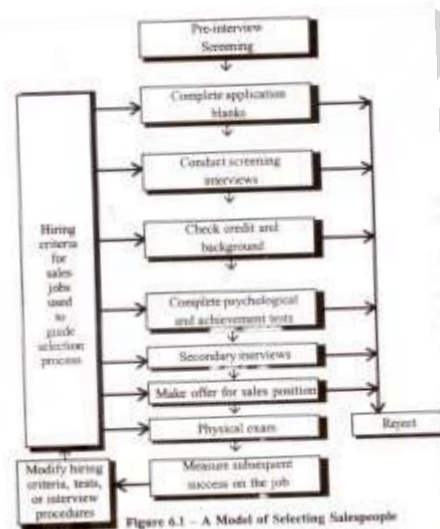 Pre-interview
Screening
Complete application
blanks
Conduct screening
interviews
Hiring
criteria
for
sales
jobs
used
to
guide
selection
process
Check credit and
background
Complete psychological
and achievement tests
Secondary inerviews
Make offer for sales position
Physical exam
Reject
Modify hiring
criteria, tests,
or interview
procedures
Measure subsequent
success on the job
Figure 6.1 – A Model of Selecting Salespeople